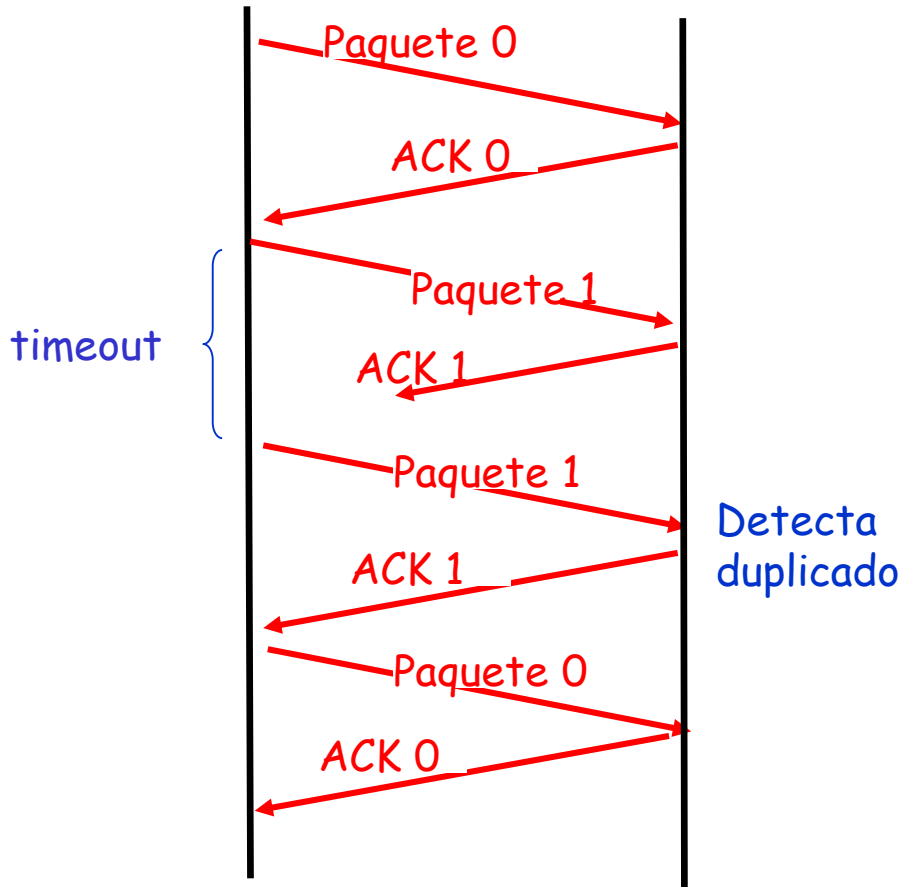 Paquete 0
ACK 0
Paquete 1
timeout
ACK 1
Paquete 1
Detecta
duplicado
ACK 1
Paquete 0
ACK 0